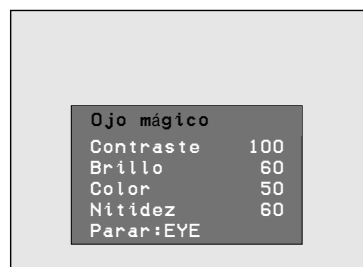 Ojo mágico
Contraste 100
Brillo 60
Color 50
Nitidez 60
Parar:EYE